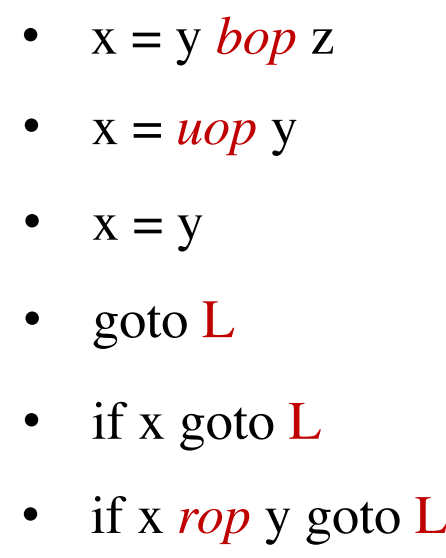 • x = y bop z
• x = uop y
• x = y
• goto L
• if x goto L
• if x rop y goto L